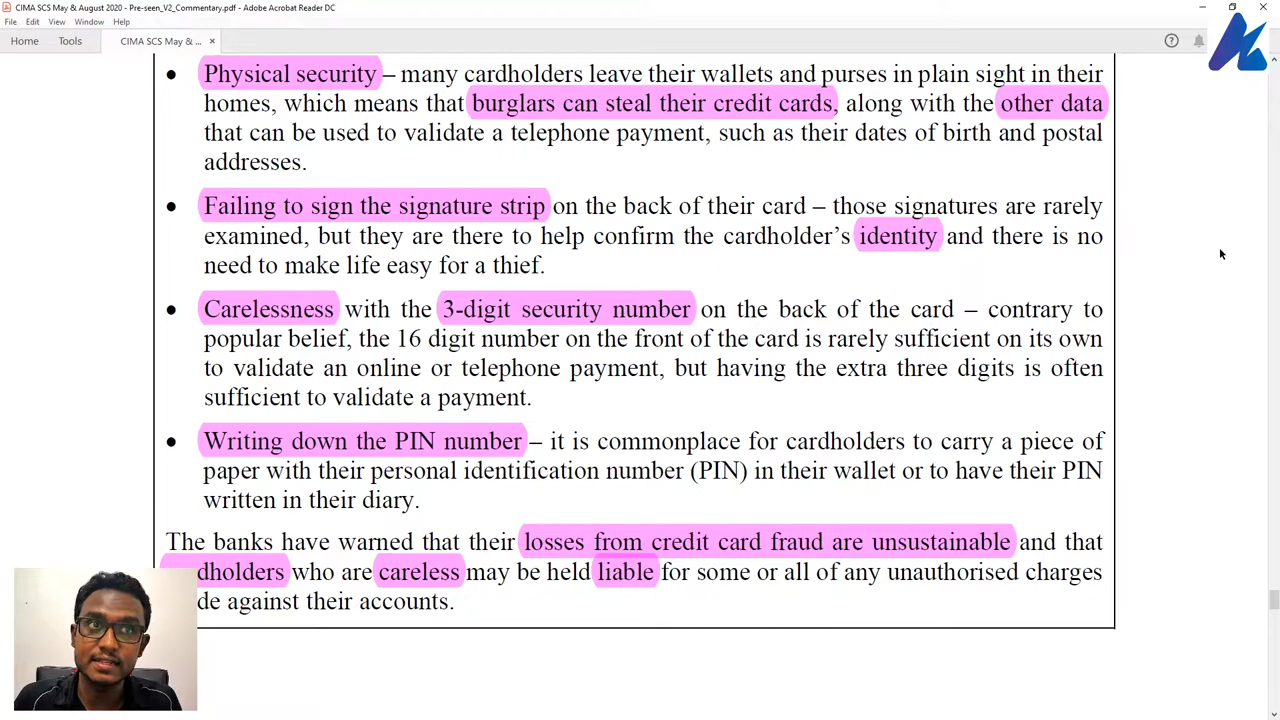 CIMA SCS May & August 2020 - Pre-seen_V2_Commentary.pdf - Adobe Acrobat Reader DC
File Edit View Window Help
Home Tools CIMA SCS May & ... ×
• Physical security – many cardholders leave their wallets and purses in plain sight in their
homes, which means that burglars can steal their credit cards, along with the other data
that can be used to validate a telephone payment, such as their dates of birth and postal
addresses.
• Failing to sign the signature strip on the back of their card – those signatures are rarely
examined, but they are there to help confirm the cardholder’s identity and there is no
need to make life easy for a thief.
• Carelessness with the 3-digit security number on the back of the card – contrary to
popular belief, the 16 digit number on the front of the card is rarely sufficient on its own
to validate an online or telephone payment, but having the extra three digits is often
sufficient to validate a payment.
• Writing down the PIN number – it is commonplace for cardholders to carry a piece of
paper with their personal identification number (PIN) in their wallet or to have their PIN
written in their diary.
The banks have warned that their losses from credit card fraud are unsustainable and that
dholders who are careless may be held liable for some or all of any unauthorised charges
de against their accounts.